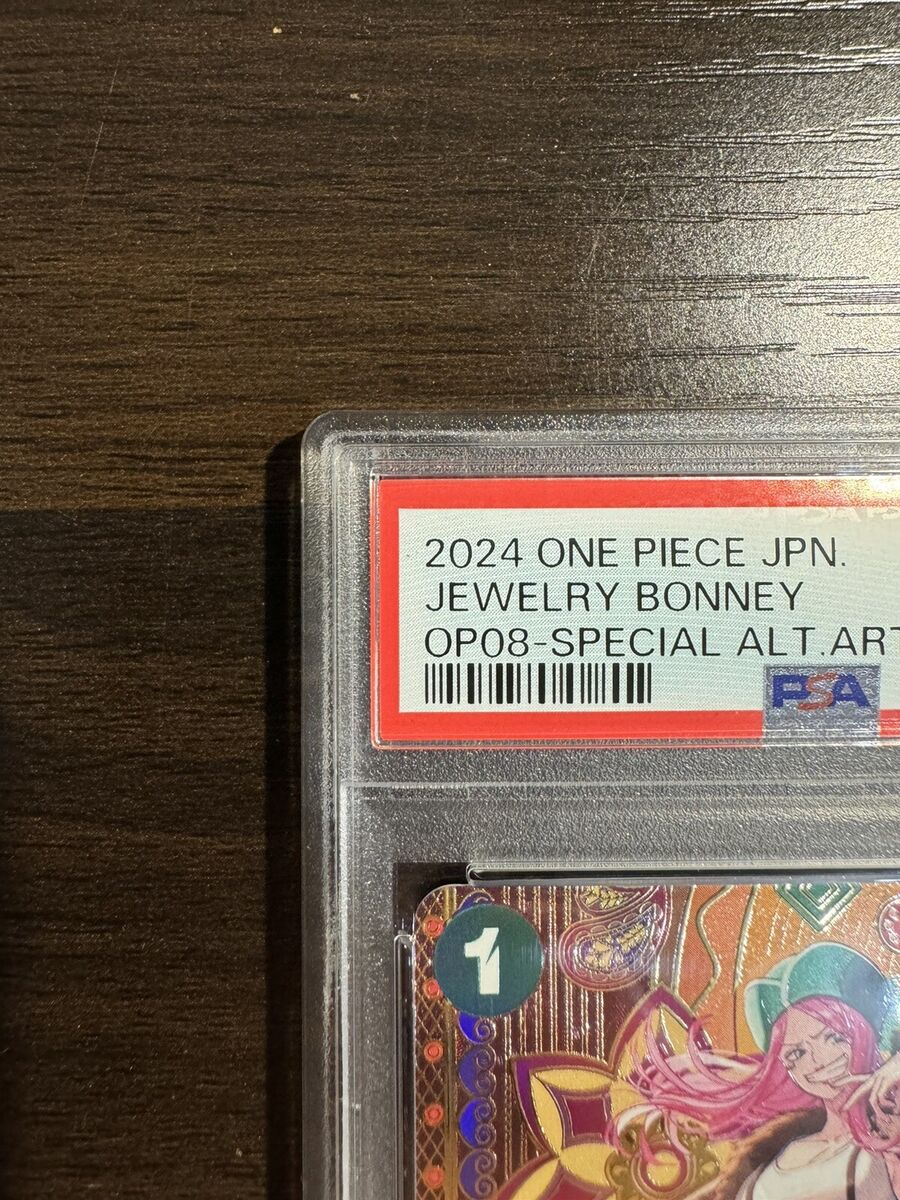 2024 ONE PIECE JPN.
JEWELRY BONNEY
OP08-SPECIAL ALT.ART
PSA
1